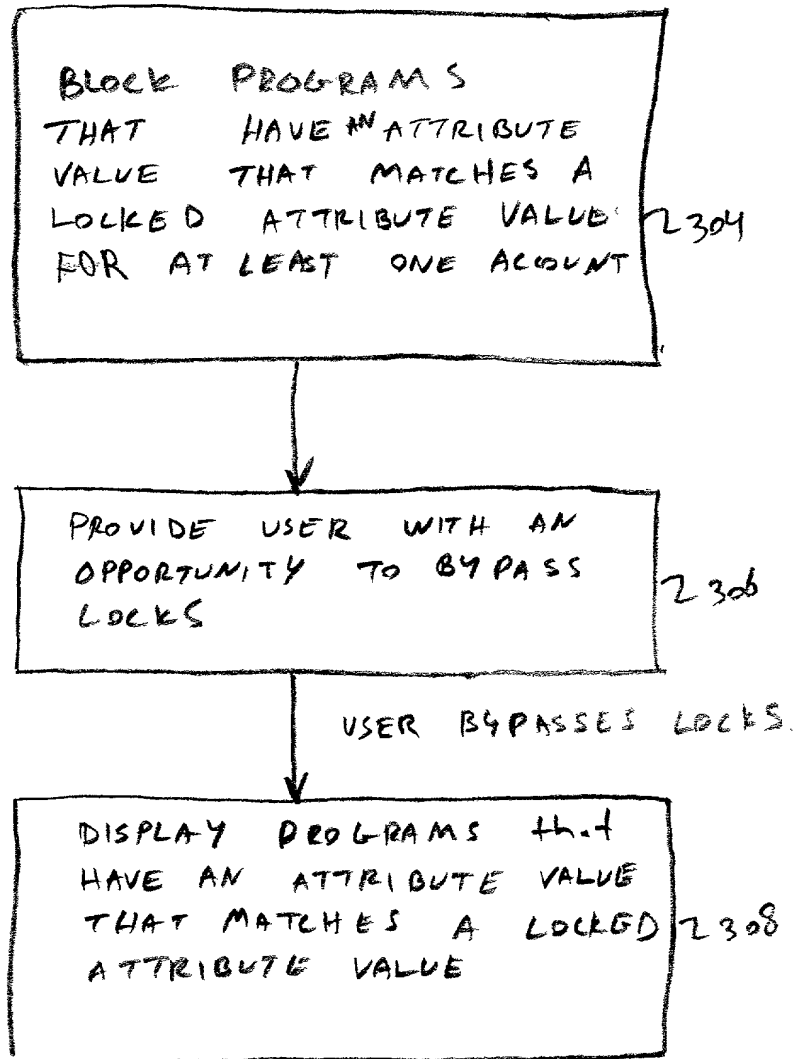 BLOCK PROGRAMS
THAT HAVE AN ATTRIBUTE
VALUE THAT MATCHES A
LOCKED ATTRIBUTE VALUE
FOR AT LEAST ONE ACCOUNT
2304
PROVIDE USER WITH AN
OPPORTUNITY TO BYPASS
LOCKS
2306
USER BYPASSES LOCKS.
DISPLAY PROGRAMS that
HAVE AN ATTRIBUTE VALUE
THAT MATCHES A LOCKED
ATTRIBUTE VALUE
2308